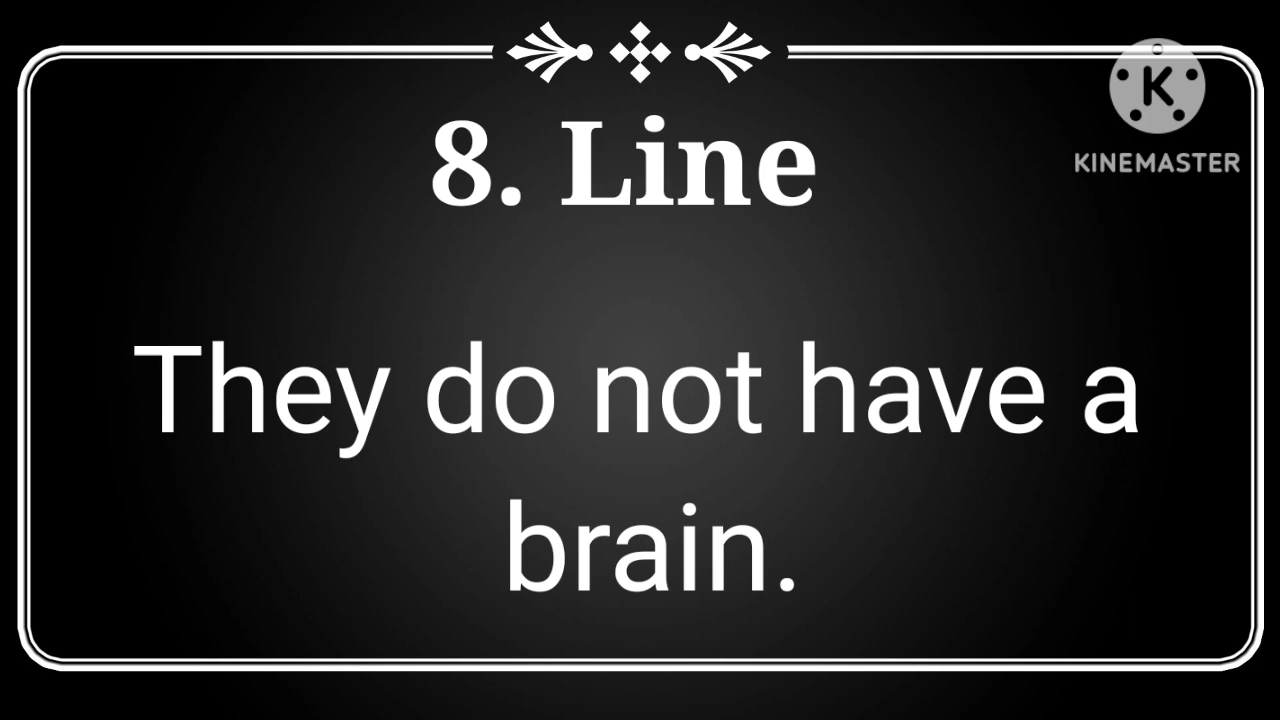 8. Line
K
KINEMASTER
They do not have a
brain.